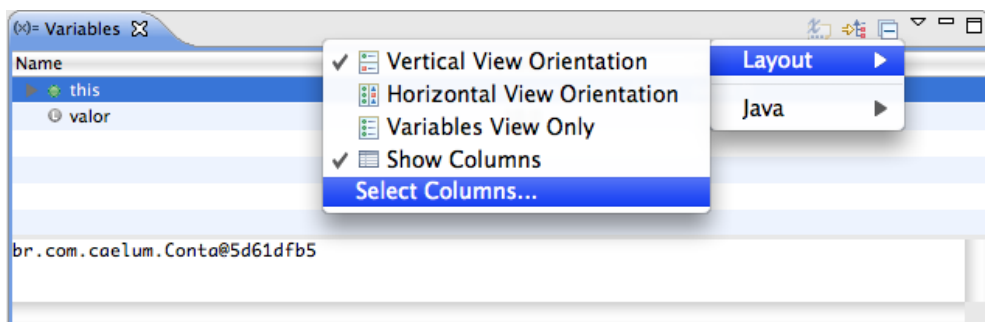 (x)= Variables
Name
this
valor
Vertical View Orientation
Horizontal View Orientation
Variables View Only
Show Columns
Select Columns...
Layout
Java
br.com.caelum.Conta@5d61dfb5